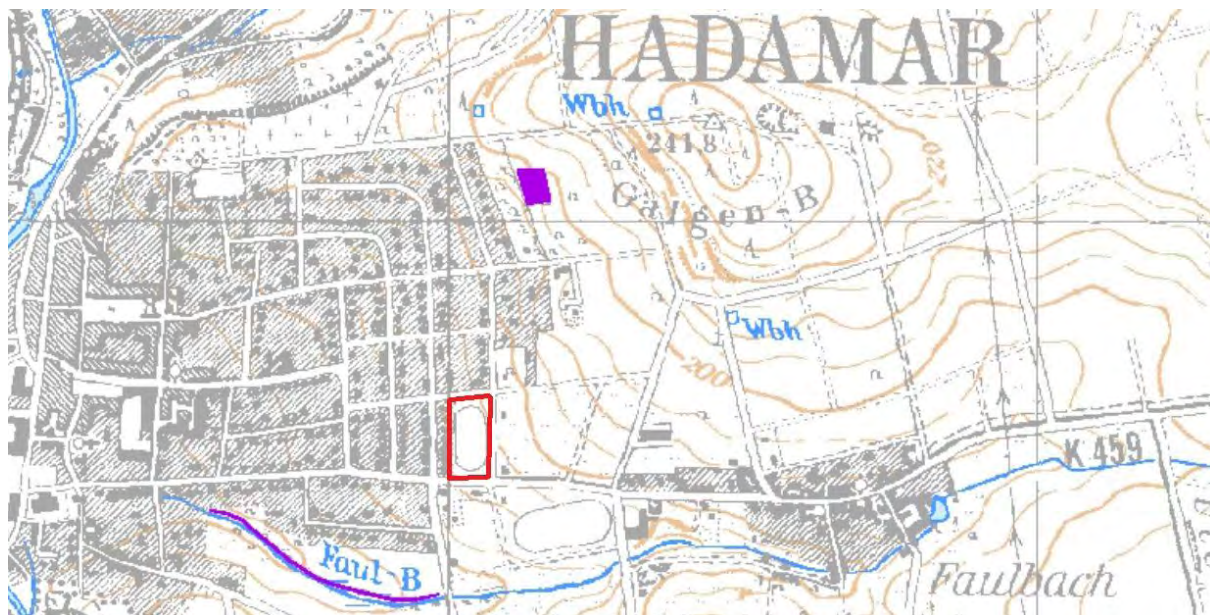 HADAMAR
Wbh
241,8
Galgen-B
220
Wbh
200
K 459
Faul-B
Faulbach